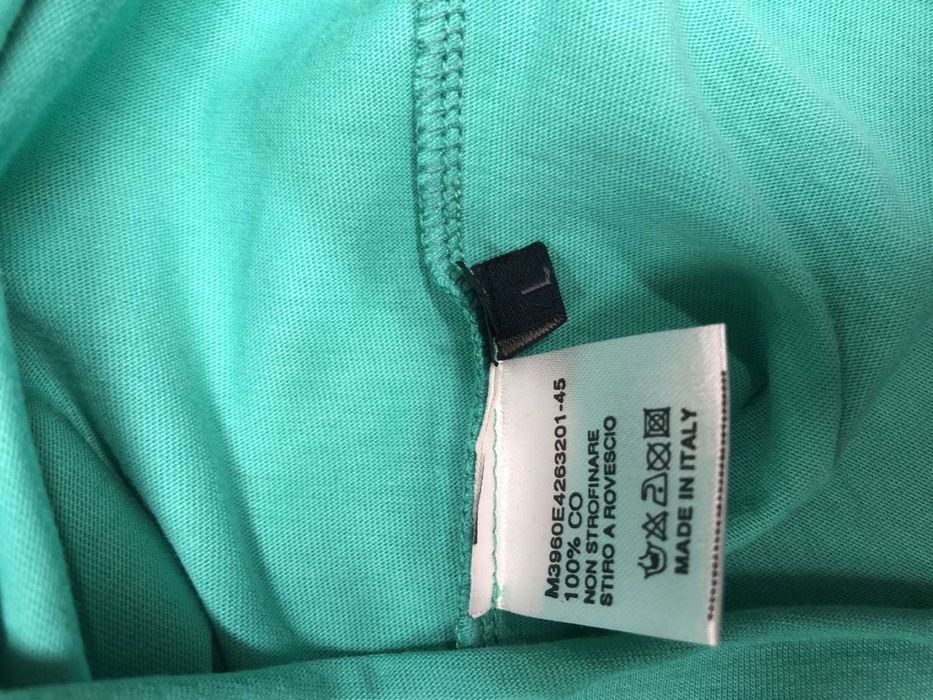 L
M3960E4263201-45
100% CO
NON STROFINARE
STIRO A ROVESCIO
MADE IN ITALY